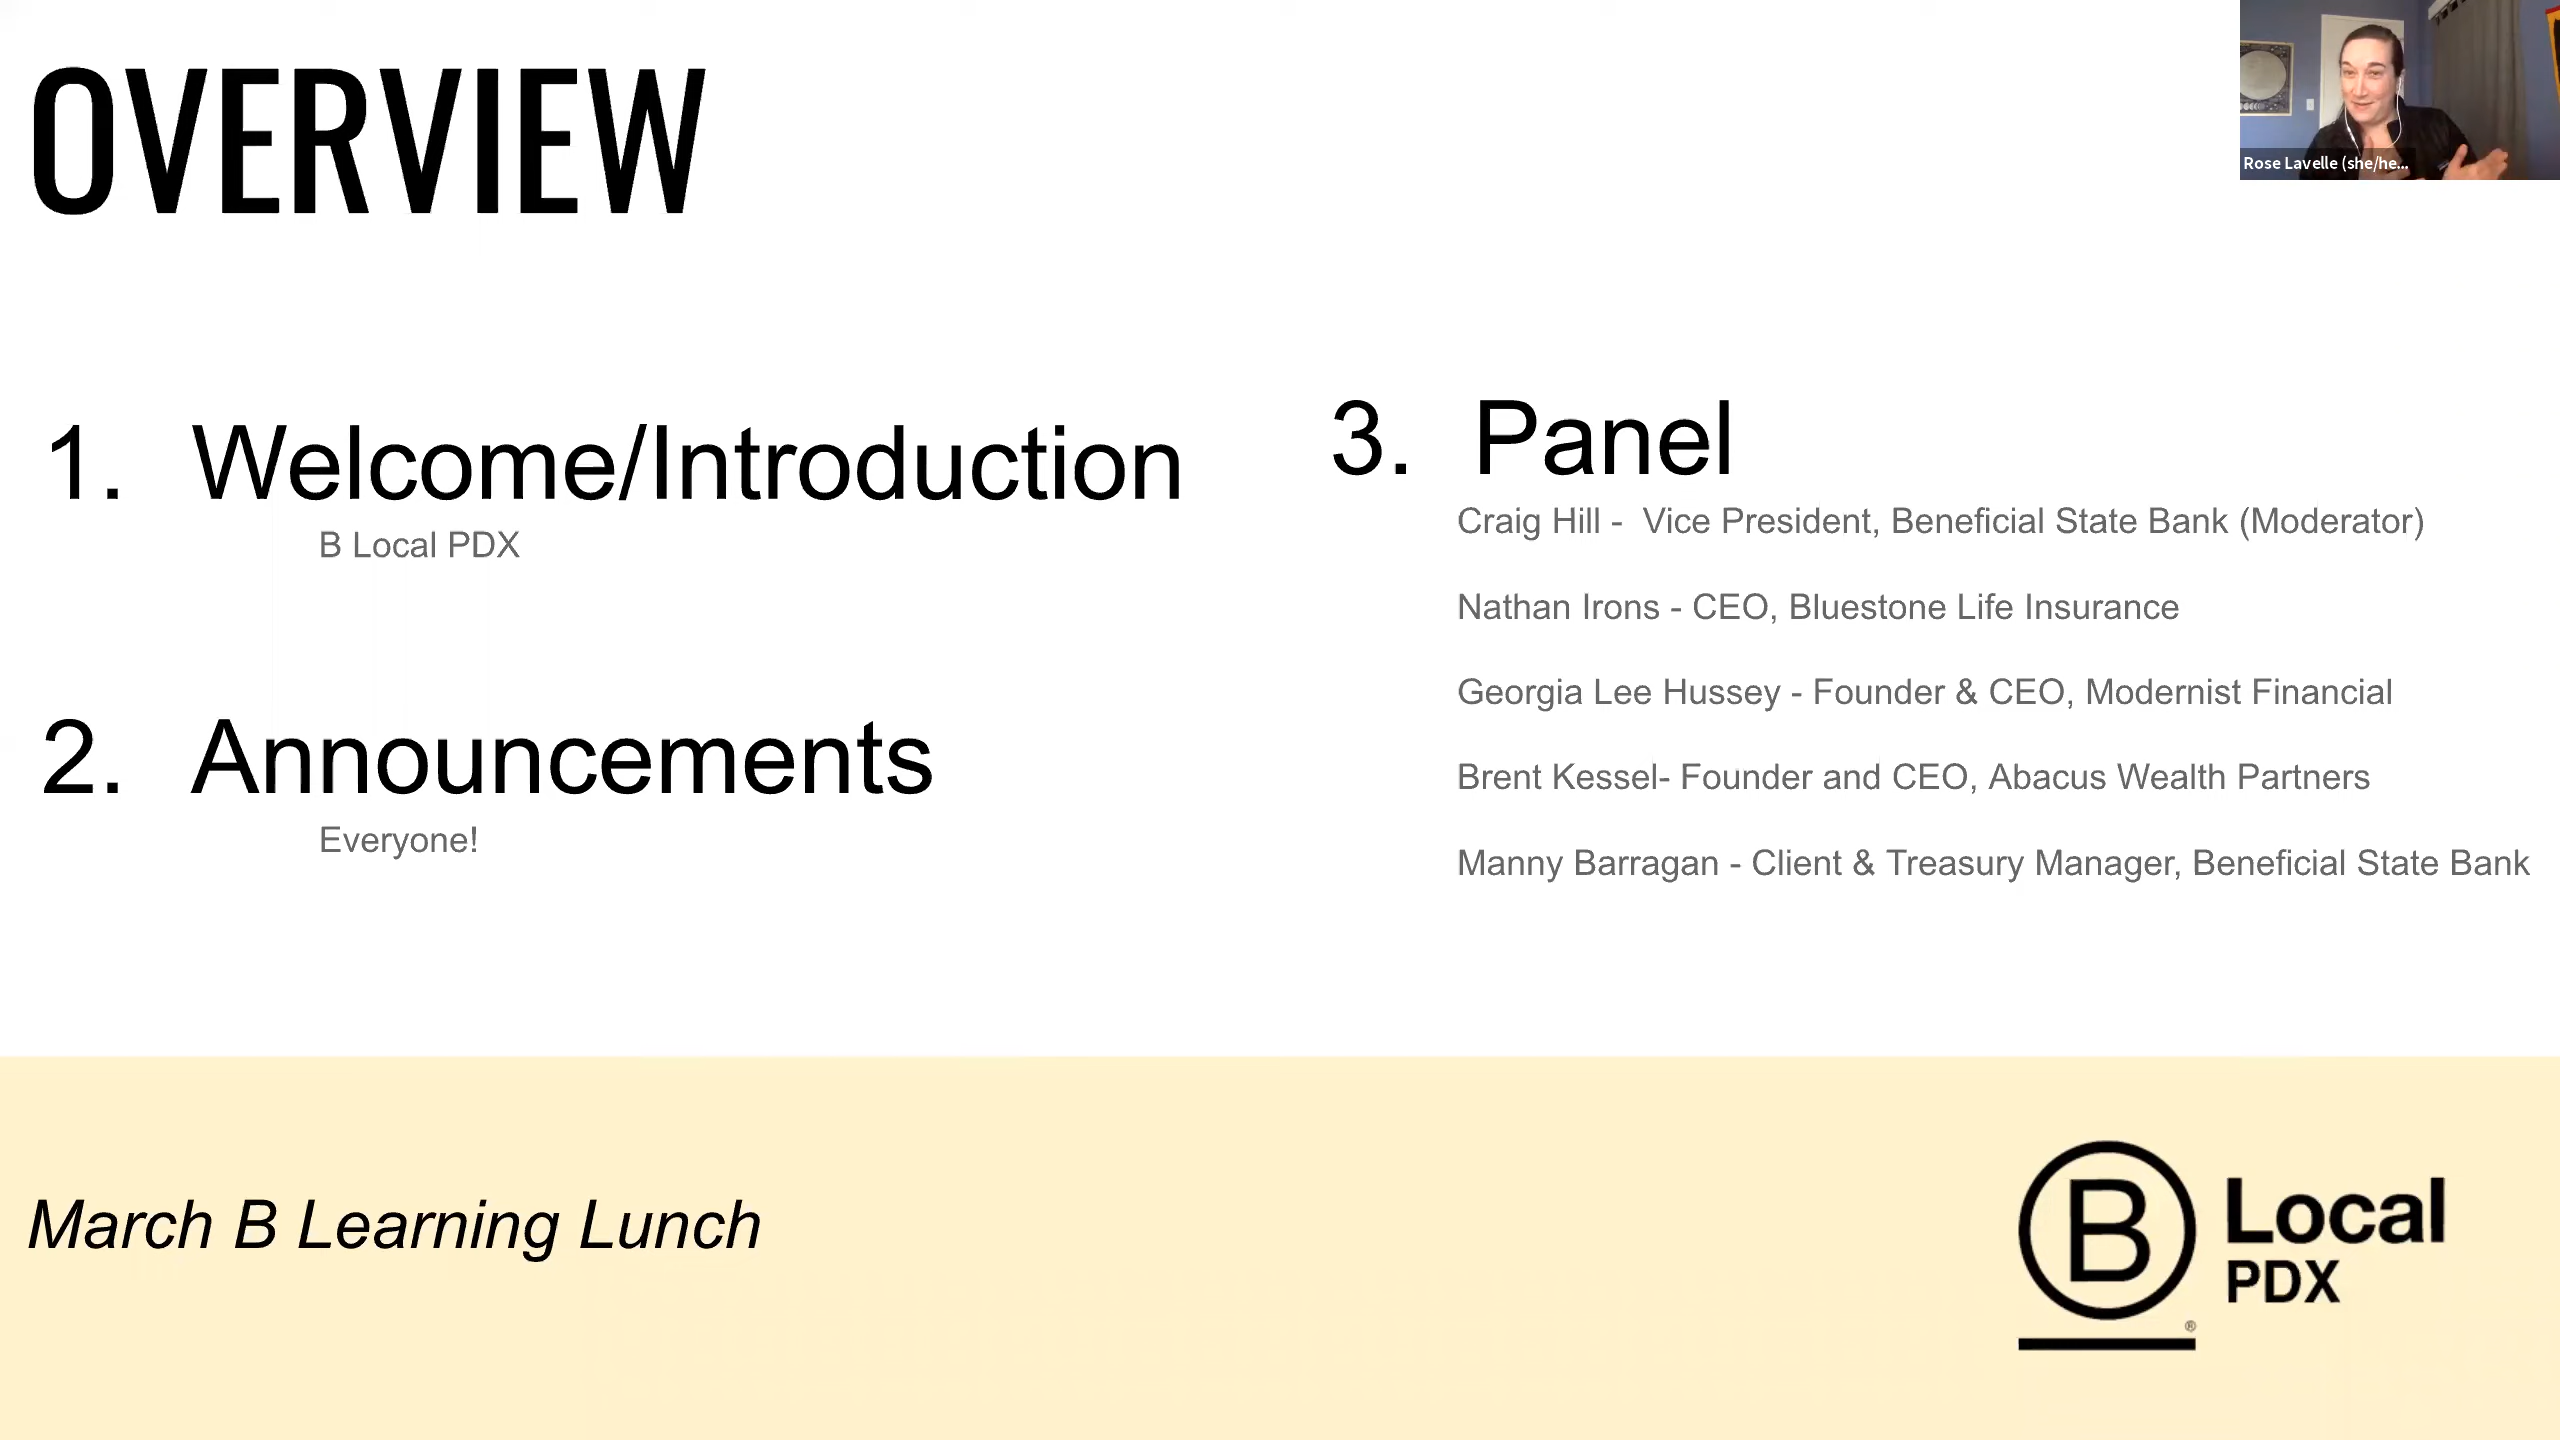 OVERVIEW
Rose Lavelle (she/he...
1. Welcome/Introduction
B Local PDX
2. Announcements
Everyone!
3. Panel
Craig Hill - Vice President, Beneficial State Bank (Moderator)
Nathan Irons - CEO, Bluestone Life Insurance
Georgia Lee Hussey - Founder & CEO, Modernist Financial
Brent Kessel- Founder and CEO, Abacus Wealth Partners
Manny Barragan - Client & Treasury Manager, Beneficial State Bank
March B Learning Lunch
B
®
Local
PDX